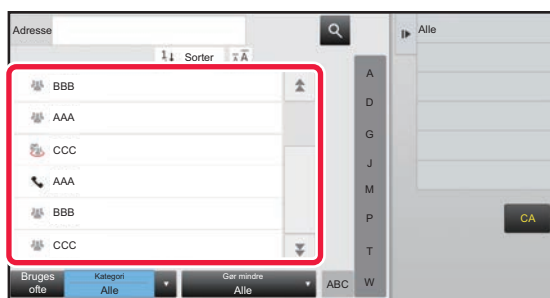 Adresse
Alle
Sorter
BBB
AAA
CCC
AAA
BBB
CCC
A
D
G
J
M
P
T
W
CA
Bruges ofte
Kategori
Alle
Gør mindre
Alle
ABC